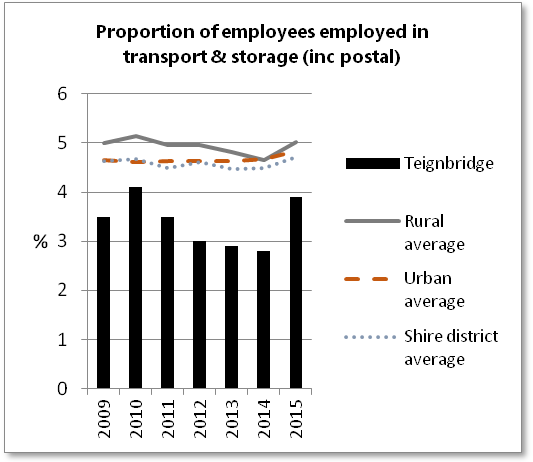 Proportion of employees employed in
transport & storage (inc postal)
6
5
4
3
2
1
0
%
2009
2010
2011
2012
2013
2014
2015
Teignbridge
Rural
average
Urban
average
Shire district
average